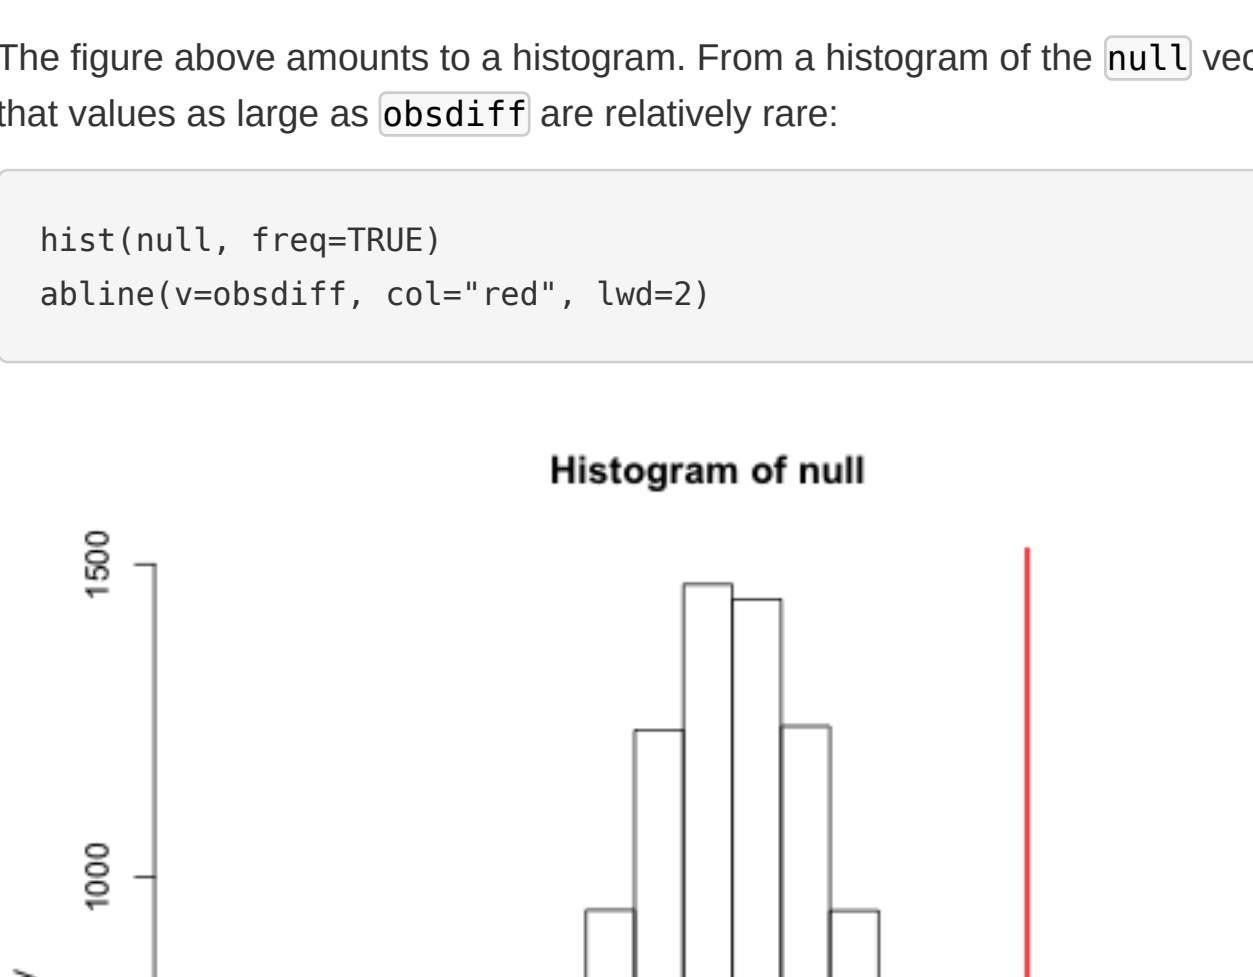 The figure above amounts to a histogram. From a histogram of the null
that values as large as obsdiff are relatively rare:
hist(null, freq=TRUE)
abline(v=obsdiff, col="red", lwd=2)
Histogram of null
1500
1000